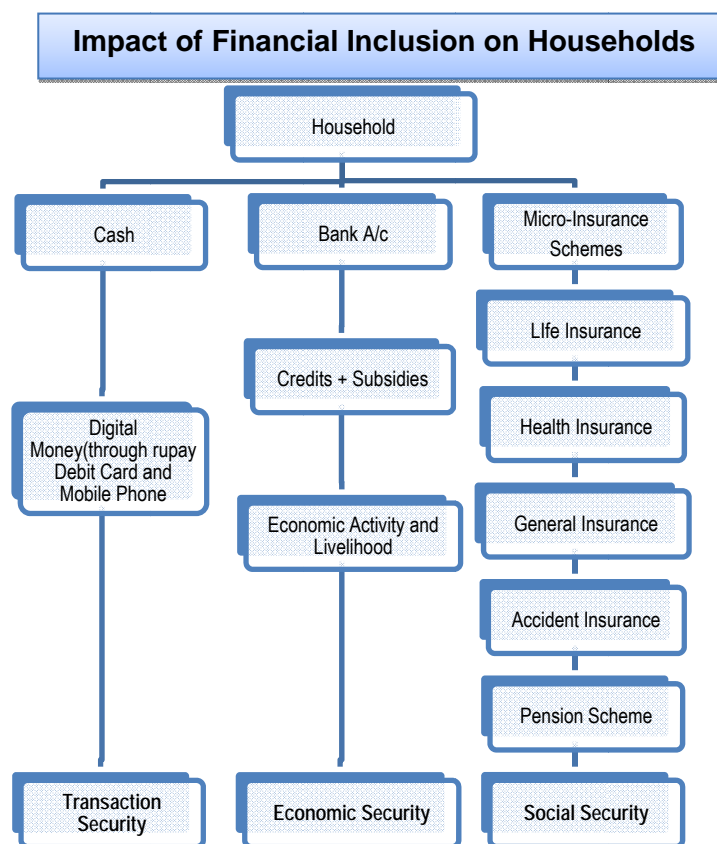 Impact of Financial Inclusion on Households
Household
Cash
Bank A/c
Micro-Insurance
Schemes
LIfe Insurance
Credits + Subsidies
Digital
Money(through rupay
Debit Card and
Mobile Phone
Health Insurance
Economic Activity and
Livelihood
General Insurance
Accident Insurance
Pension Scheme
Transaction
Security
Economic Security
Social Security